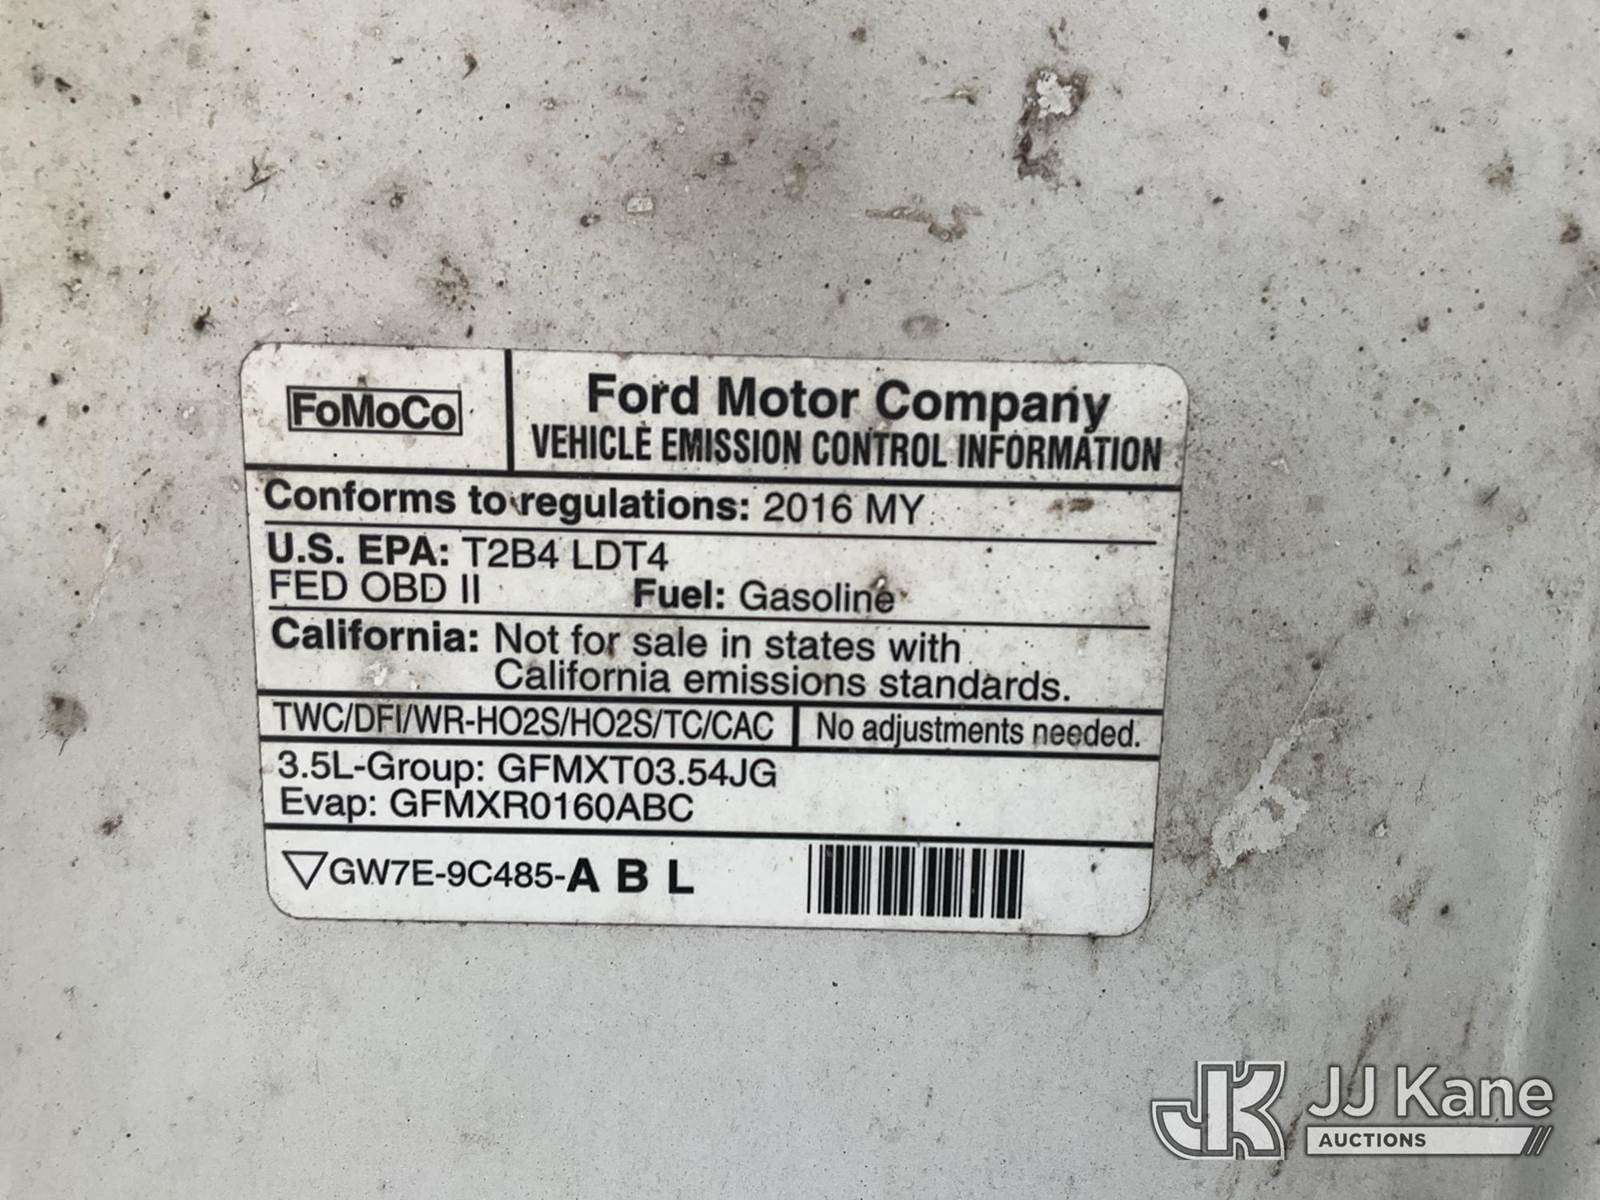 FoMoCo
Ford Motor Company
VEHICLE EMISSION CONTROL INFORMATION
Conforms to regulations: 2016 MY
U.S. EPA: T2B4 LDT4
FED OBD II Fuel: Gasoline
California: Not for sale in states with
California emissions standards.
TWC/DFI/WR-HO2S/HO2S/TC/CAC No adjustments needed.
3.5L-Group: GFMXT03.54JG
Evap: GFMXR0160ABC
GW7E-9C485-A B L
JK
JJ Kane
AUCTIONS